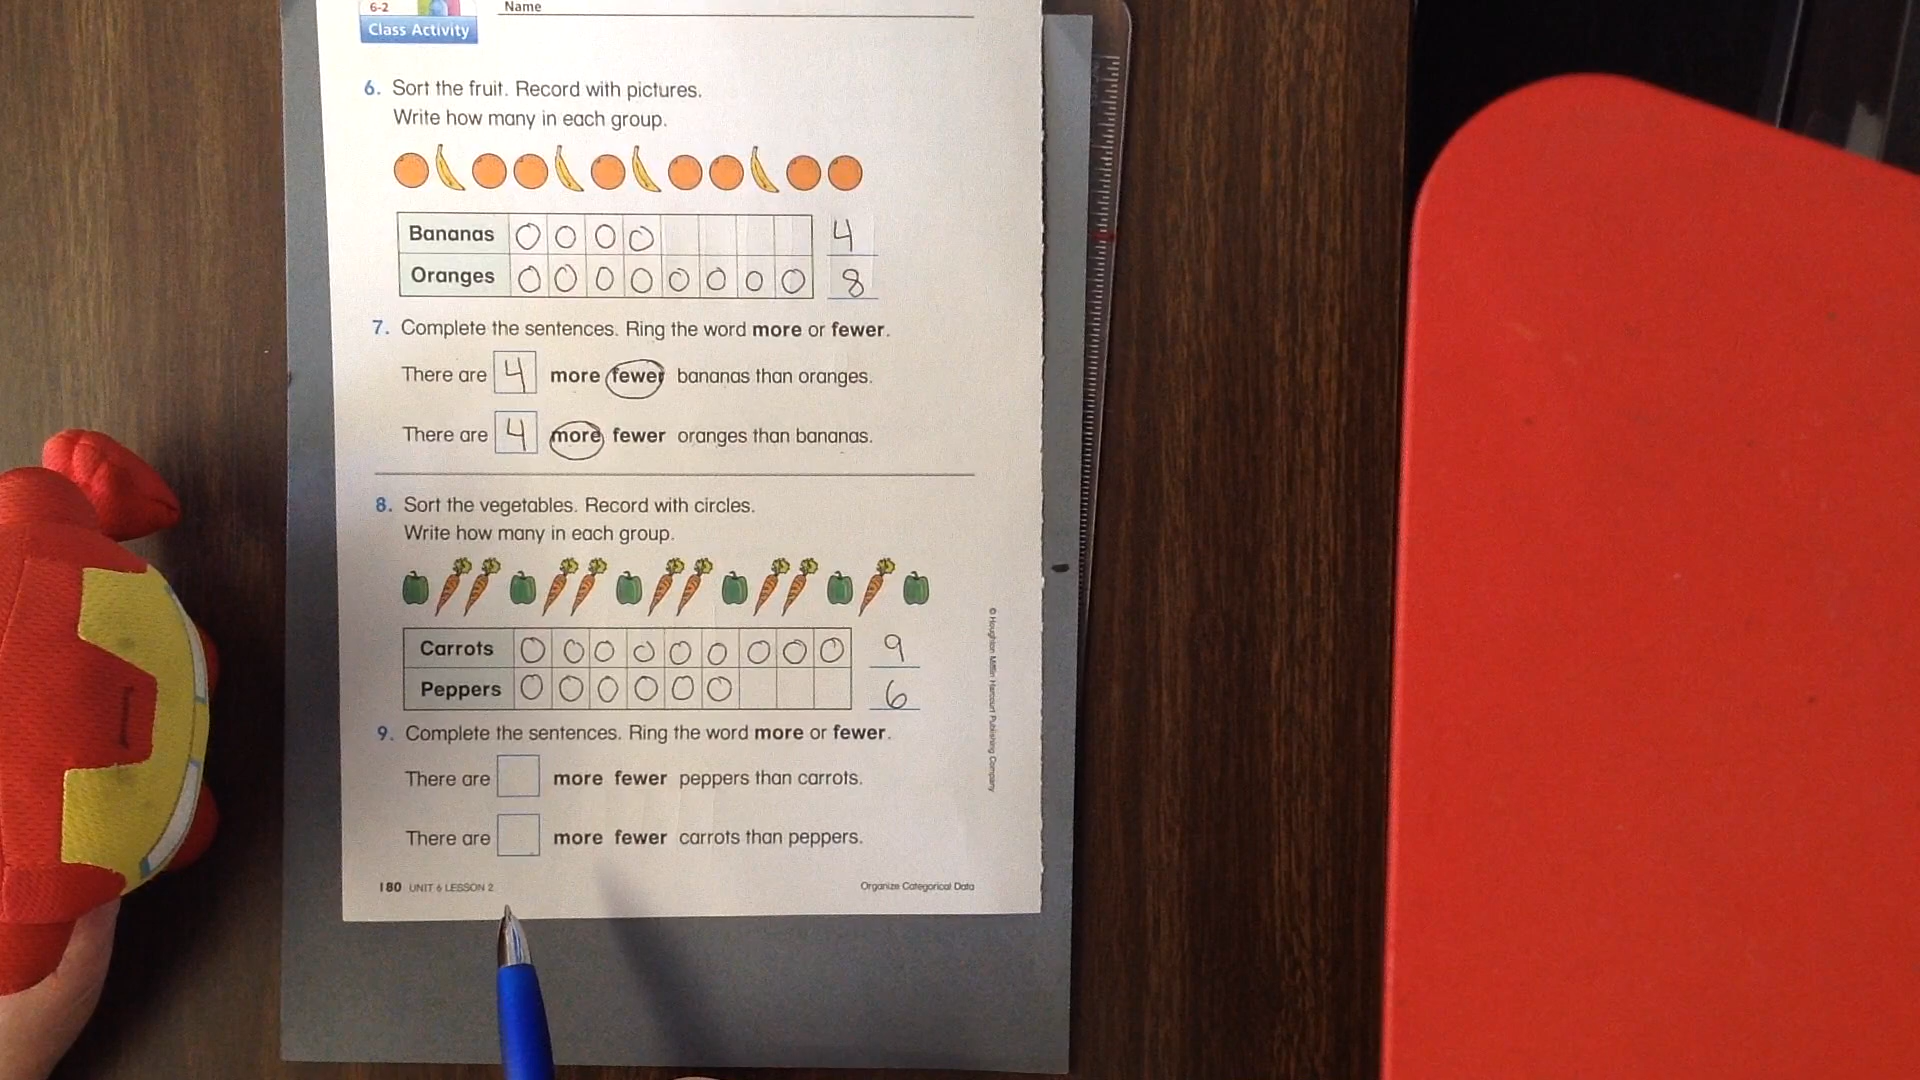 6-2
Name
Class Activity
6. Sort the fruit. Record with pictures.
Write how many in each group.
Bananas 4
Oranges 8
7. Complete the sentences. Ring the word more or fewer.
There are 4 more fewer bananas than oranges.
There are 4 more fewer oranges than bananas.
8. Sort the vegetables. Record with circles.
Write how many in each group.
Carrots 9
Peppers 6
9. Complete the sentences. Ring the word more or fewer.
There are more fewer peppers than carrots.
There are more fewer carrots than peppers.
180 UNIT 6 LESSON 2
Organize Categorical Data
© Houghton Mifflin Harcourt Publishing Company